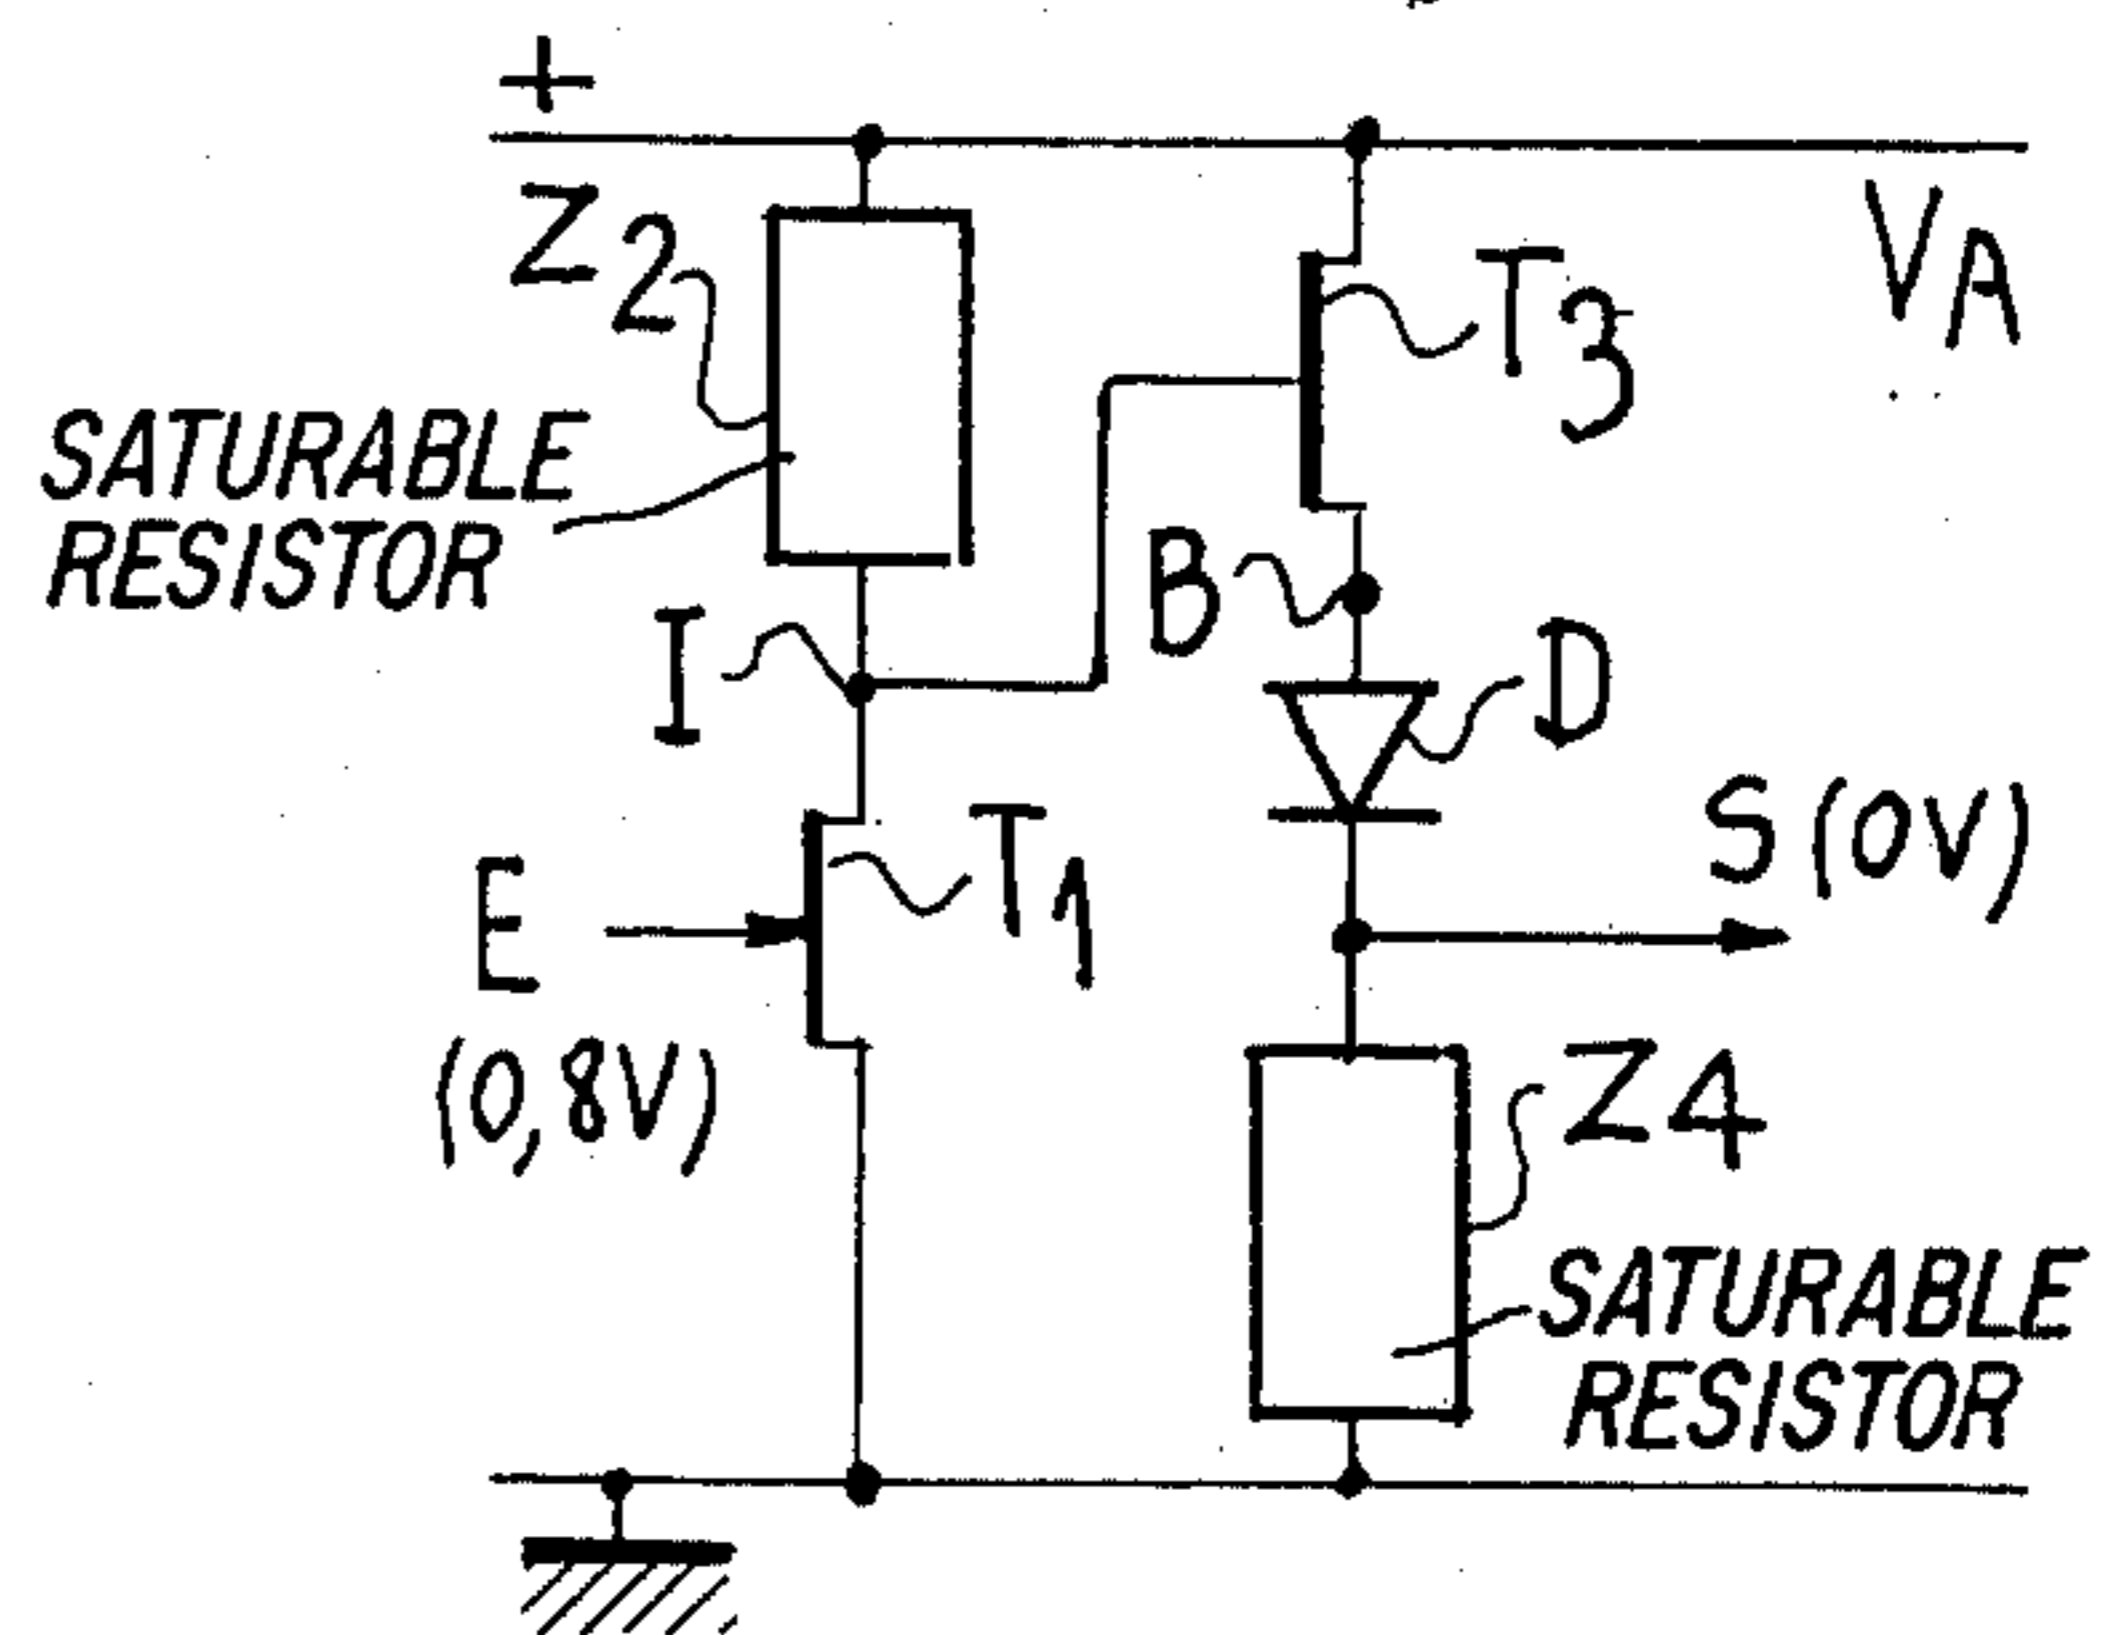 +
Z2
T3
VA
SATURABLE
RESISTOR
B
I
D
T1
S (0V)
E
(0,8V)
Z4
SATURABLE
RESISTOR